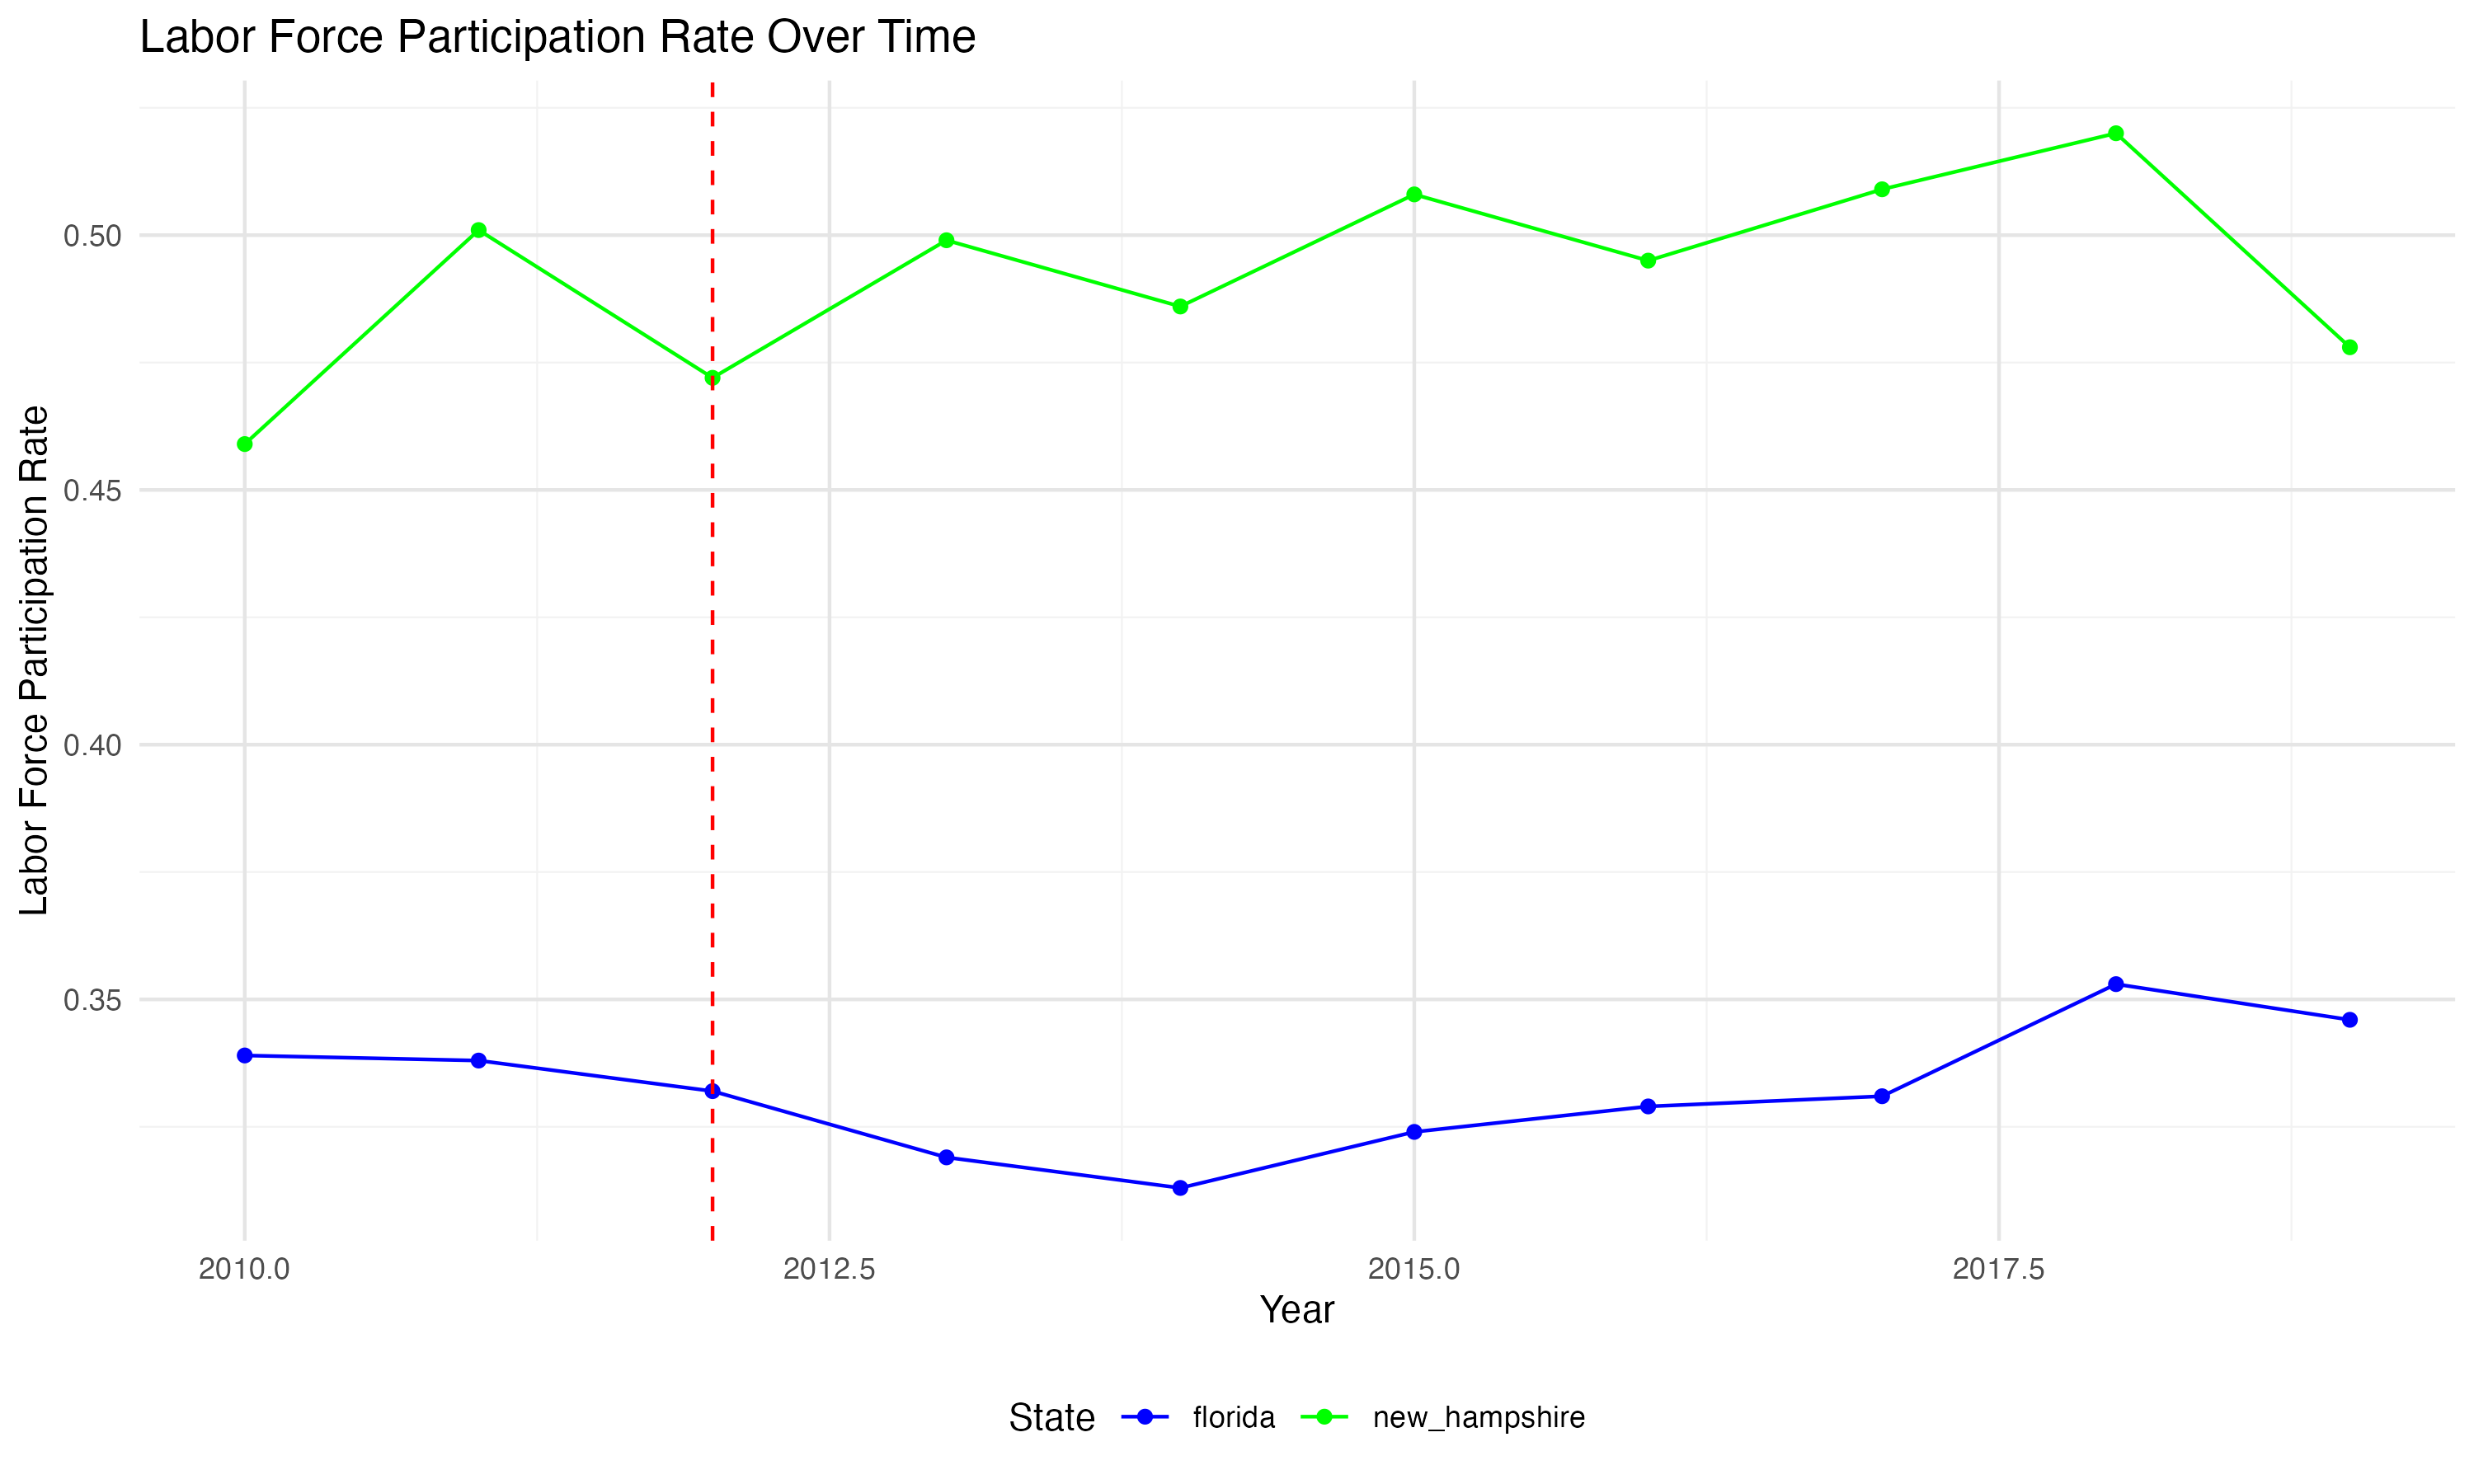 Labor Force Participation Rate Over Time
Labor Force Participation Rate
0.50
0.45
0.40
0.35
2010.0 2012.5 2015.0 2017.5
Year
State florida new_hampshire